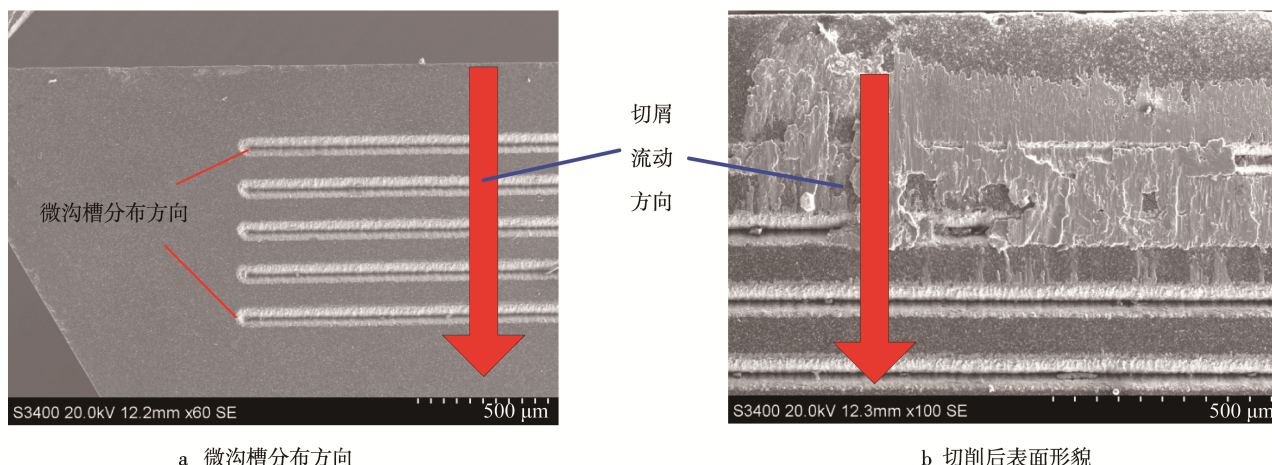 微沟槽分布方向
切屑
流动
方向
S3400 20.0kV 12.2mm x60 SE
500 μm
S3400 20.0kV 12.3mm x100 SE
500 μm
a 微沟槽分布方向
b 切削后表面形貌